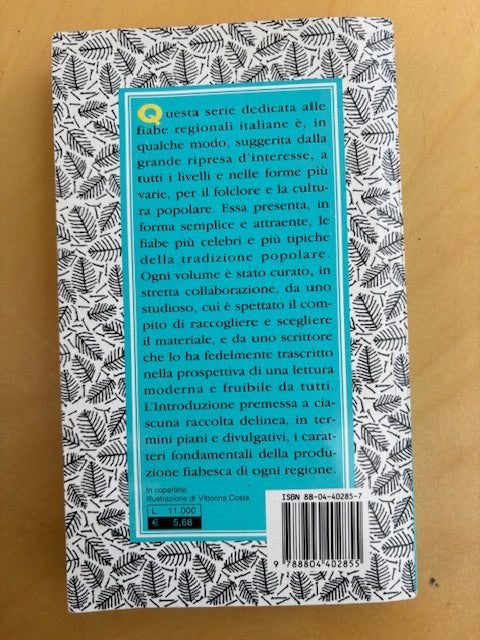 Questa serie dedicata alle
fiabe regionali italiane è, in
qualche modo, suggerita dalla
grande ripresa d'interesse, a
tutti i livelli e nelle forme più
varie, per il folclore e la cultu-
ra popolare. Essa presenta, in
forma semplice e attraente, le
fiabe più celebri e più tipiche
della tradizione popolare.
Ogni volume è stato curato, in
stretta collaborazione, da uno
studioso, cui è spettato il com-
pito di raccogliere e scegliere
il materiale, e da uno scrittore
che lo ha fedelmente trascritto
nella prospettiva di una lettura
moderna e fruibile da tutti.
L'Introduzione premessa a cia-
scuna raccolta delinea, in ter-
mini piani e divulgativi, i carat-
teri fondamentali della produ-
zione fiabesca di ogni regione.
In copertina:
Illustrazione di Vittorina Costa
L. 11.000
€ 5,68
ISBN 88-04-40285-7
9 788804 402855